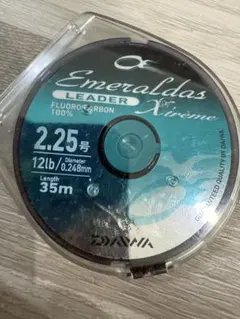 Emeraldas
LEADER
FLUOROCARBON
100%
Xtrème
2.25号
Diameter
12lb/0.248mm
Length
35m
DAIWA
GUARANTEED QUALITY BY DAIWA